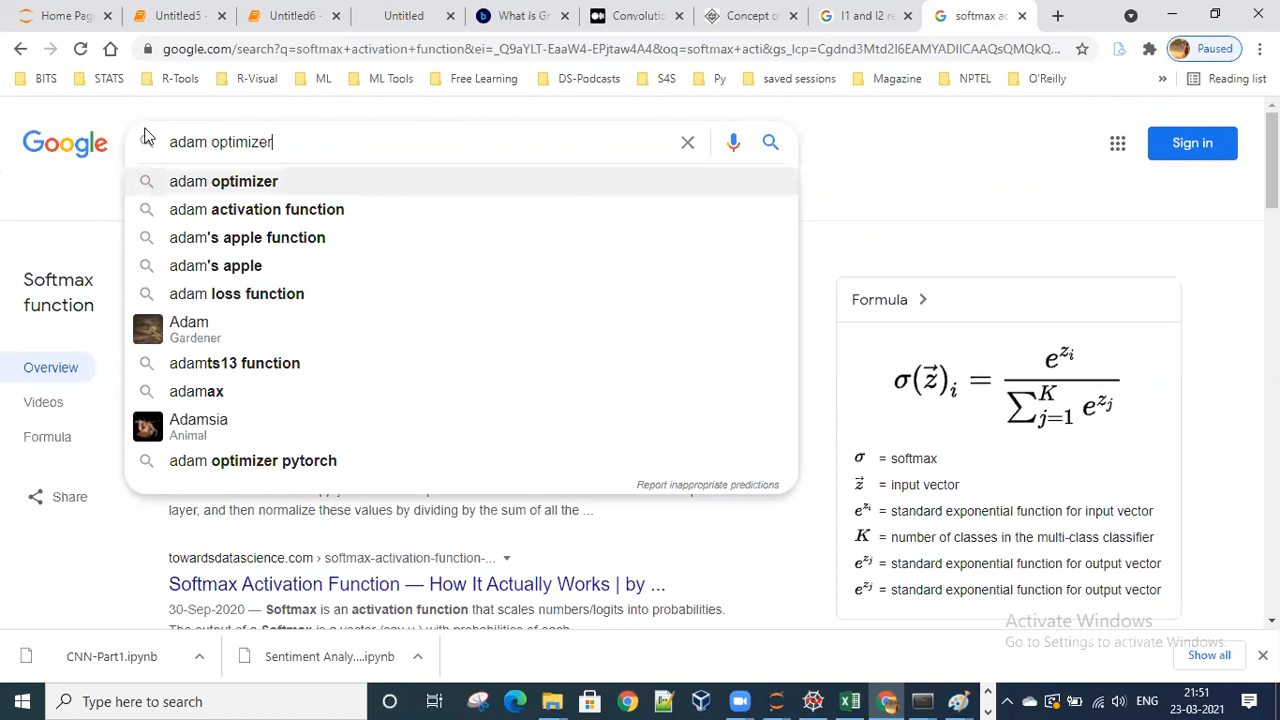 Untitled5
Untitled6
Untitled
What is Gr
Convolutio
Concept o
l1 and l2 re
softmax ac
google.com/search?q=softmax+activation+function&ei=_Q9aYLT-EaaW4-EPjtaw4A4&oq=softmax+acti&gs_lcp=Cgdnd3Mtd2l6EAMYADIICAAQsQMQkQ...
Paused
BITS
STATS
R-Tools
R-Visual
ML
ML Tools
Free Learning
DS-Podcasts
S4S
Py
saved sessions
Magazine
NPTEL
O'Reilly
»
Reading list
Google
adam optimizer
Sign in
adam optimizer
adam activation function
adam's apple function
adam's apple
adam loss function
Adam
Gardener
adamts13 function
adamax
Adamsia
Animal
adam optimizer pytorch
Report inappropriate predictions
Softmax
function
Overview
Videos
Formula
Share
layer, and then normalize these values by dividing by the sum of all the ...
towardsdatascience.com › softmax-activation-function-...
Softmax Activation Function — How It Actually Works | by ...
30-Sep-2020 — Softmax is an activation function that scales numbers/logits into probabilities.
Formula
σ(z⃗)ᵢ = e^{z_i} / ∑_{j=1}^{K} e^{z_j}
σ = softmax
z⃗ = input vector
e^{z_i} = standard exponential function for input vector
K = number of classes in the multi-class classifier
e^{z_j} = standard exponential function for output vector
e^{z_j} = standard exponential function for output vector
Activate Windows
Go to Settings to activate Windows.
CNN-Part1.ipynb
Sentiment Analy....ipynb
Show all
Type here to search
ENG
21:51
23-03-2021